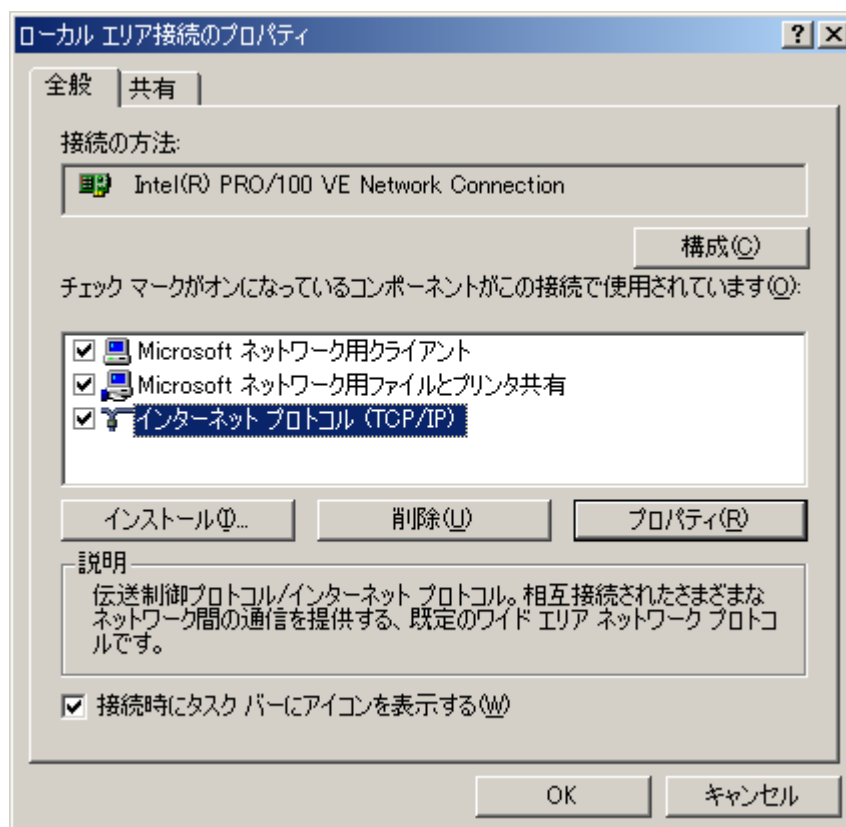 ローカル エリア接続のプロパティ
全般 共有
接続の方法:
Intel(R) PRO/100 VE Network Connection
構成(C)
チェック マークがオンになっているコンポーネントがこの接続で使用されています(O):
Microsoft ネットワーク用クライアント
Microsoft ネットワーク用ファイルとプリンタ共有
インターネット プロトコル (TCP/IP)
インストール(I)... 削除(U) プロパティ(R)
説明
伝送制御プロトコル/インターネット プロトコル。相互接続されたさまざまな
ネットワーク間の通信を提供する、既定のワイド エリア ネットワーク プロトコ
ルです。
接続時にタスク バーにアイコンを表示する(W)
OK キャンセル